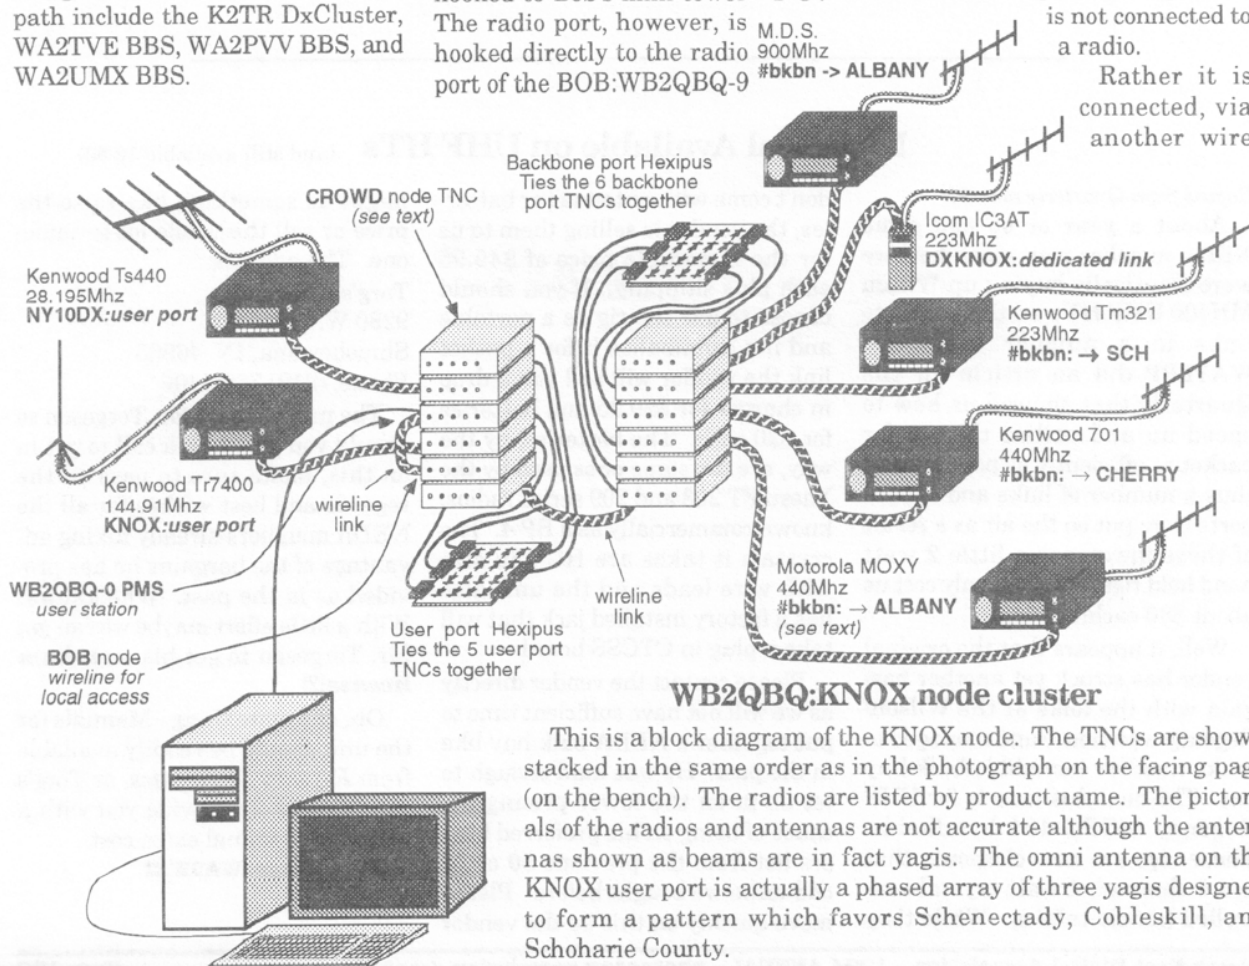 path include the K2TR DxCluster,
WA2TVE BBS, WA2PVV BBS, and
WA2UMX BBS.
The radio port, however, is
hooked directly to the radio
port of the BOB:WB2QBQ-9
is not connected to
a radio.
Rather it is
connected, via
another wire
M.D.S.
900Mhz
#bkbn -> ALBANY
Backbone port Hexipus
Ties the 6 backbone
port TNCs together
CROWD node TNC
(see text)
Icom IC3AT
223Mhz
DXKNOX: dedicated link
Kenwood Ts440
28.195Mhz
NY10DX:user port
Kenwood Tm321
223Mhz
#bkbn: → SCH
Kenwood 701
440Mhz
#bkbn: → CHERRY
Kenwood Tr7400
144.91Mhz
KNOX:user port
wireline
link
Motorola MOXY
440Mhz
#bkbn: → ALBANY
(see text)
WB2QBQ-0 PMS
user station
wireline
link
User port Hexipus
Ties the 5 user port
TNCs together
BOB node
wireline for
local access
WB2QBQ:KNOX node cluster
This is a block diagram of the KNOX node. The TNCs are show
stacked in the same order as in the photograph on the facing pag
(on the bench). The radios are listed by product name. The pictor
als of the radios and antennas are not accurate although the anten
nas shown as beams are in fact yagis. The omni antenna on th
KNOX user port is actually a phased array of three yagis designe
to form a pattern which favors Schenectady, Cobleskill, an
Schoharie County.